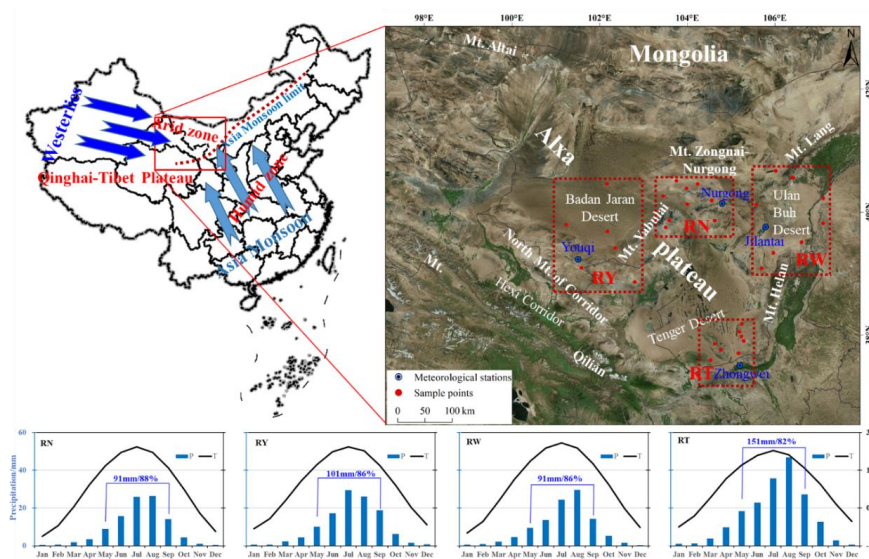 98°E 100°E 102°E 104°E 106°E
N
Mt. Altai
Mongolia
42°N
Westerlies
Arid zone
Asia Monsoon limit
Qinghai-Tibet Plateau
Humid zone
Asia Monsoon
Alxa
plateau
Mt. Zongnai-
Nurgong
Mt. Lang
Nurgong
RN
Badan Jaran
Desert
Ulan
Buh
Desert
40°N
Mt. Yabulai
Youqi
RY
Jilantai
RW
North Mt. of Corridor
Mt. Helan
Mt.
Hexi Corridor
Qilian
Tenger Desert
38°N
RT
Zhongwei
Meteorological stations
Sample points
0 100 km
RN
P T
91mm/88%
RY
P T
101mm/86%
RW
P T
91mm/86%
RT
P T
151mm/82%
Precipitation/mm
60
40
20
0
Jan Feb Mar Apr May Jun Jul Aug Sep Oct Nov Dec
Jan Feb Mar Apr May Jun Jul Aug Sep Oct Nov Dec
Jan Feb Mar Apr May Jun Jul Aug Sep Oct Nov Dec
Jan Feb Mar Apr May Jun Jul Aug Sep Oct Nov Dec